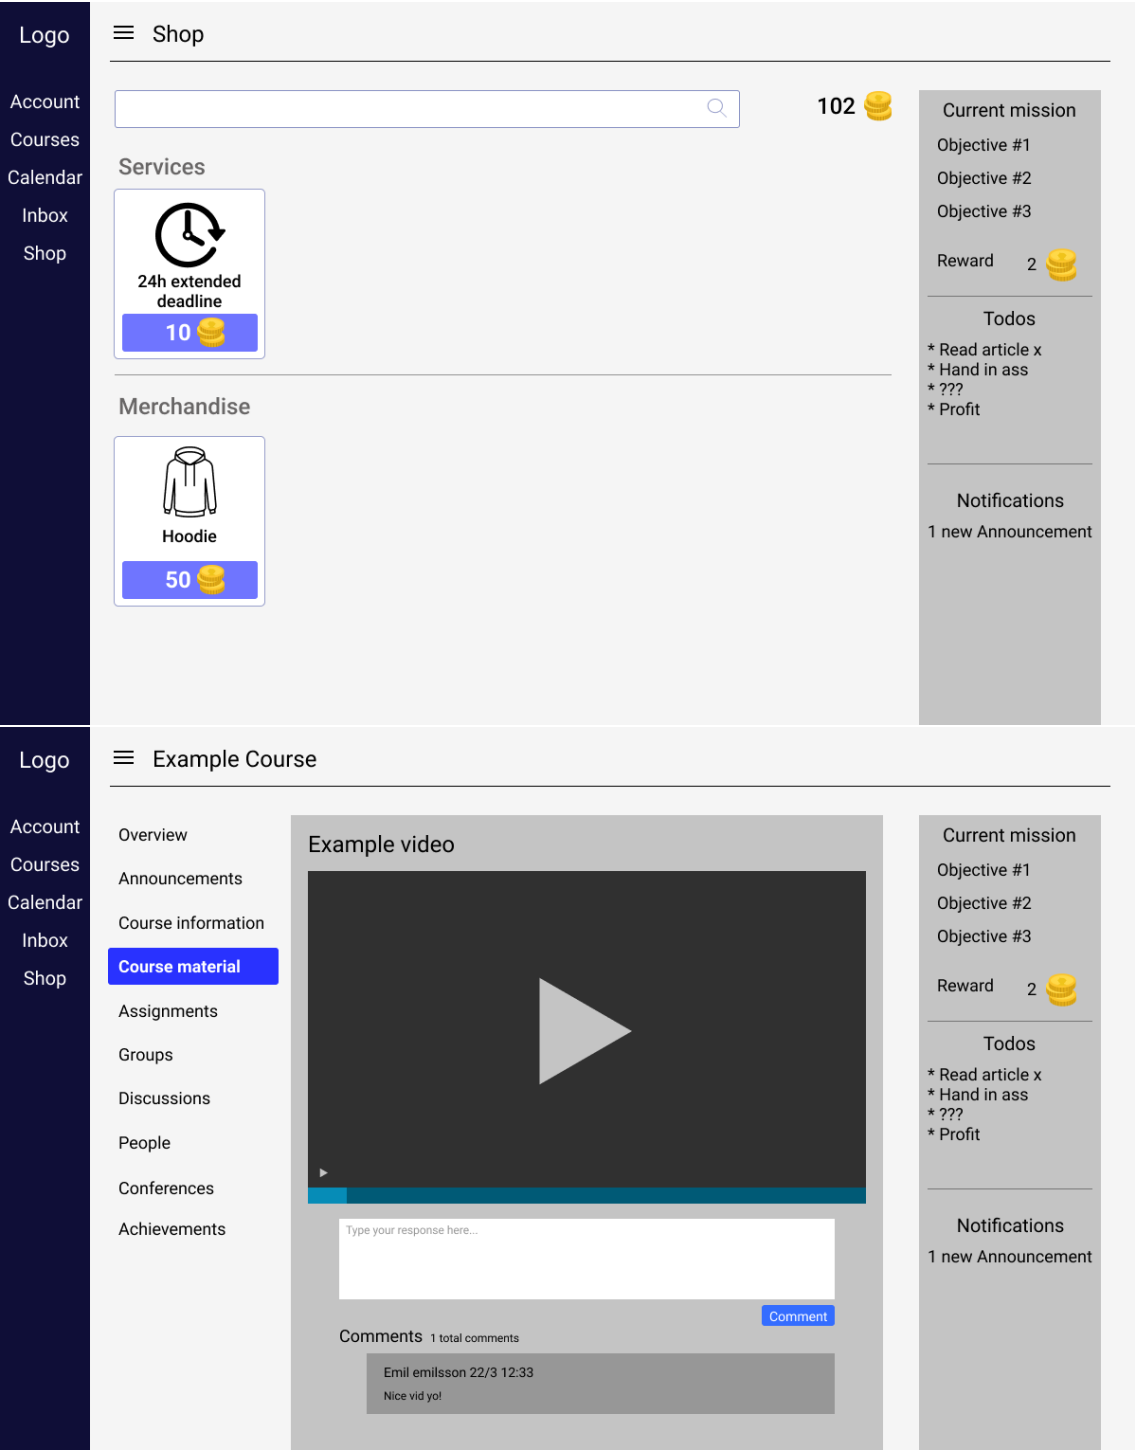 Logo
Account
Courses
Calendar
Inbox
Shop
Shop
102
Services
24h extended
deadline
10
Merchandise
Hoodie
50
Current mission
Objective #1
Objective #2
Objective #3
Reward 2
Todos
* Read article x
* Hand in ass
* ???
* Profit
Notifications
1 new Announcement
Logo
Account
Courses
Calendar
Inbox
Shop
Example Course
Overview
Announcements
Course information
Course material
Assignments
Groups
Discussions
People
Conferences
Achievements
Example video
Type your response here...
Comment
Comments 1 total comments
Emil emilsson 22/3 12:33
Nice vid yo!
Current mission
Objective #1
Objective #2
Objective #3
Reward 2
Todos
* Read article x
* Hand in ass
* ???
* Profit
Notifications
1 new Announcement